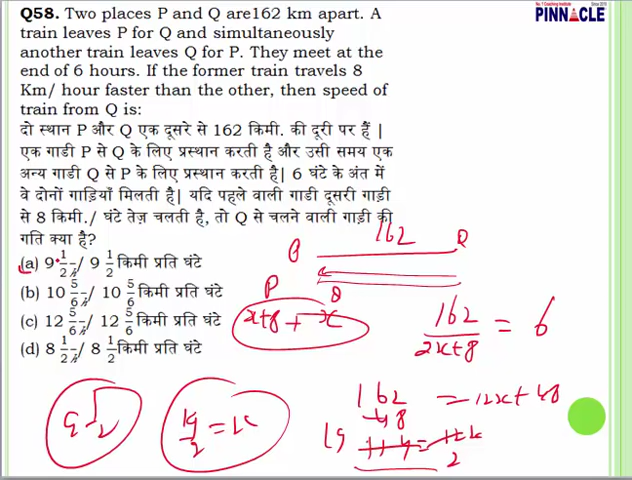 Q58. Two places P and Q are162 km apart. A
train leaves P for Q and simultaneously
another train leaves Q for P. They meet at the
end of 6 hours. If the former train travels 8
Km/ hour faster than the other, then speed of
train from Q is:
दो स्थान P और Q एक दूसरे से 162 किमी. की दूरी पर हैं |
एक गाडी P से Q के लिए प्रस्थान करती है और उसी समय एक
अन्य गाडी Q से P के लिए प्रस्थान करती है| 6 घंटे के अंत में
वे दोनों गाड़ियाँ मिलती है| यदि पहले वाली गाडी दूसरी गाड़ी
से 8 किमी./ घंटे तेज़ चलती है, तो Q से चलने वाली गाड़ी की
गति क्या है?
(a) 9 1/2 / 9 1/2 किमी प्रति घंटे
(b) 10 5/6 / 10 5/6 किमी प्रति घंटे
(c) 12 5/6 / 12 5/6 किमी प्रति घंटे
(d) 8 1/2 / 8 1/2 किमी प्रति घंटे
PINNACLE
162
P Q
P Q
x+8 + x
162/2x+8 = 6
162 = 12x+48
-48
19 114 = 12x
2
19/2 = x
9 1/2